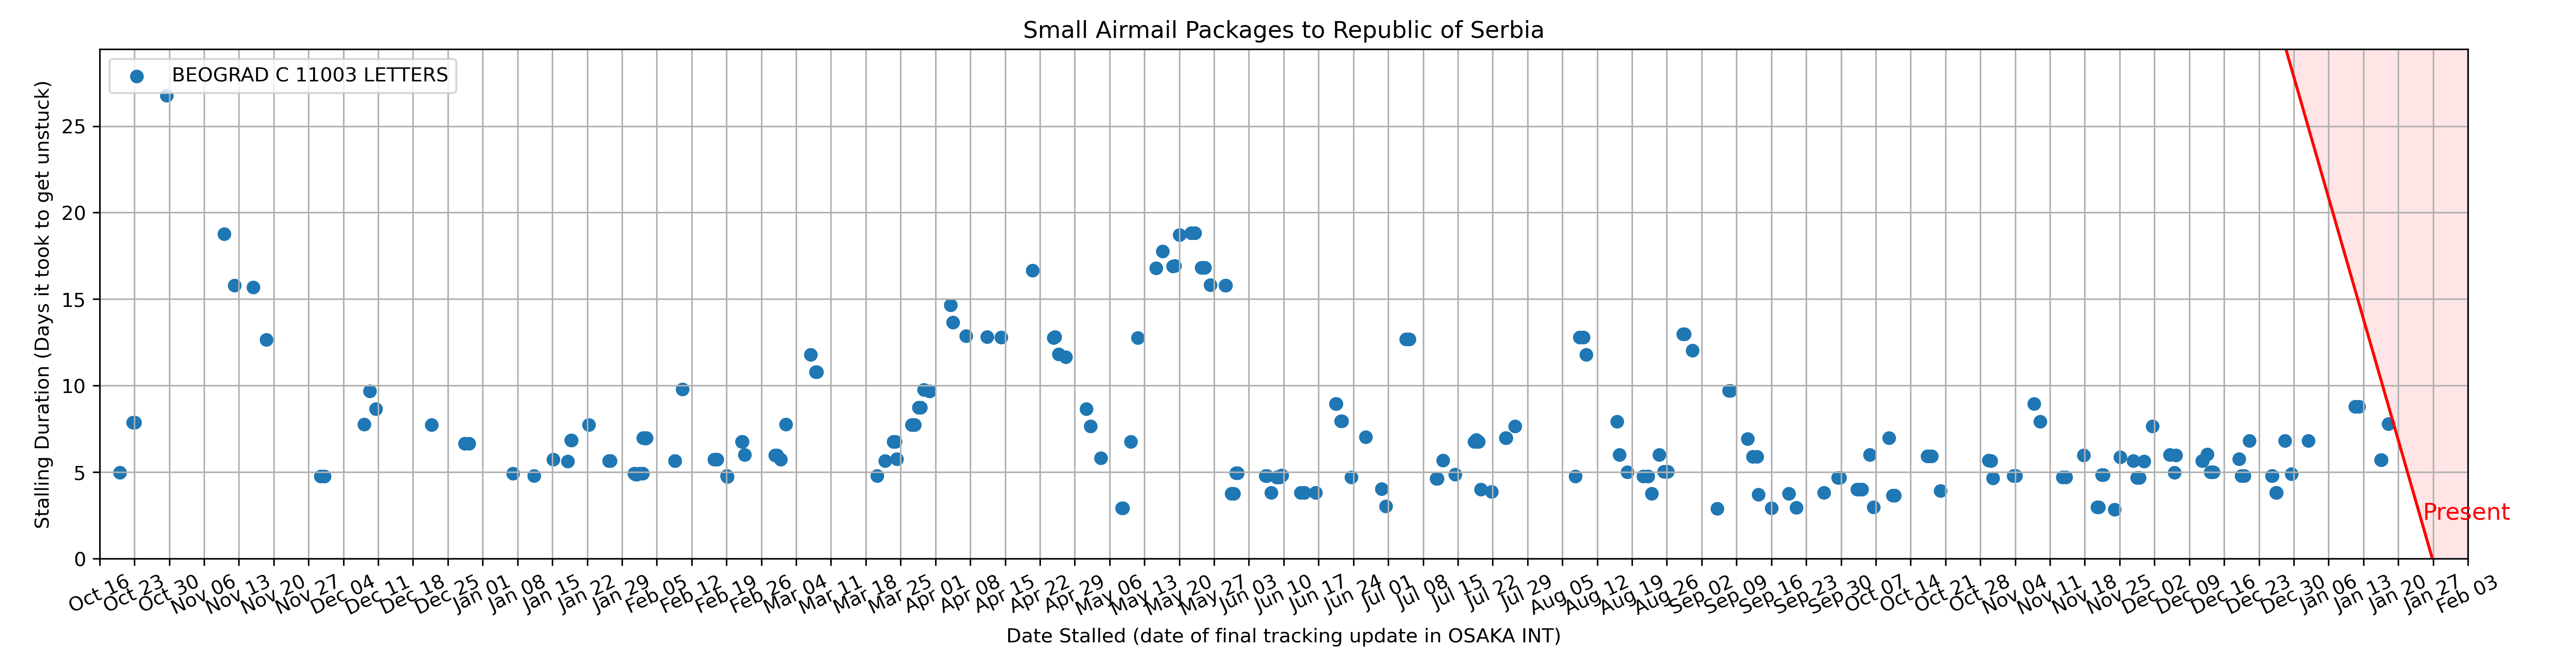 Small Airmail Packages to Republic of Serbia
BEOGRAD C 11003 LETTERS
Stalling Duration (Days it took to get unstuck)
25
20
15
10
5
0
Present
Oct 16
Oct 23
Oct 30
Nov 06
Nov 13
Nov 20
Nov 27
Dec 04
Dec 11
Dec 18
Dec 25
Jan 01
Jan 08
Jan 15
Jan 22
Jan 29
Feb 05
Feb 12
Feb 19
Feb 26
Mar 04
Mar 11
Mar 18
Mar 25
Apr 01
Apr 08
Apr 15
Apr 22
Apr 29
May 06
May 13
May 20
May 27
Jun 03
Jun 10
Jun 17
Jun 24
Jul 01
Jul 08
Jul 15
Jul 22
Jul 29
Aug 05
Aug 12
Aug 19
Aug 26
Sep 02
Sep 09
Sep 16
Sep 23
Sep 30
Oct 07
Oct 14
Oct 21
Oct 28
Nov 04
Nov 11
Nov 18
Nov 25
Dec 02
Dec 09
Dec 16
Dec 23
Dec 30
Jan 06
Jan 13
Jan 20
Jan 27
Feb 03
Date Stalled (date of final tracking update in OSAKA INT)